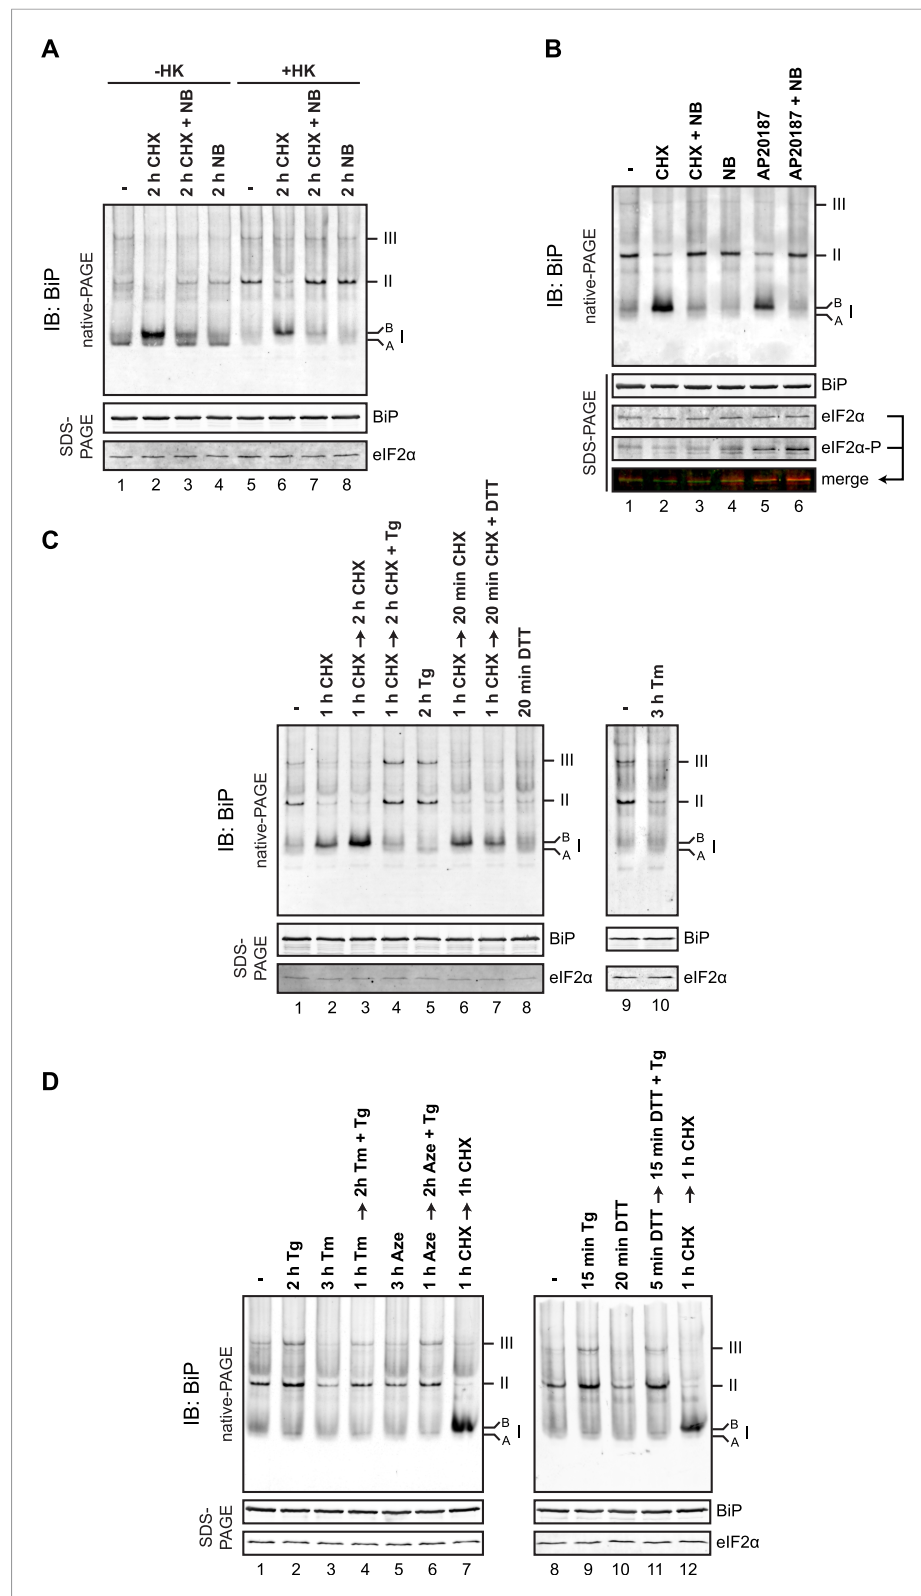 A
-HK
+HK
-
2 h CHX
2 h CHX + NB
2 h NB
-
2 h CHX
2 h CHX + NB
2 h NB
IB: BiP
native-PAGE
III
II
B
A
I
SDS-
PAGE
BiP
eIF2α
1 2 3 4 5 6 7 8
B
-
CHX
CHX + NB
NB
AP20187
AP20187 + NB
IB: BiP
native-PAGE
III
II
B
A
I
SDS-PAGE
BiP
eIF2α
eIF2α-P
merge
1 2 3 4 5 6
C
-
1 h CHX
1 h CHX → 2 h CHX
1 h CHX → 2 h CHX + Tg
2 h Tg
1 h CHX → 20 min CHX
1 h CHX → 20 min CHX + DTT
20 min DTT
-
3 h Tm
IB: BiP
native-PAGE
III
II
B
A
I
III
II
B
A
I
SDS-
PAGE
BiP
eIF2α
BiP
eIF2α
1 2 3 4 5 6 7 8 9 10
D
-
2 h Tg
3 h Tm
1 h Tm → 2h Tm + Tg
3 h Aze
1 h Aze → 2h Aze + Tg
1 h CHX → 1h CHX
-
15 min Tg
20 min DTT
5 min DTT → 15 min DTT + Tg
1 h CHX → 1 h CHX
IB: BiP
native-PAGE
III
II
B
A
I
III
II
B
A
I
SDS-
PAGE
BiP
eIF2α
1 2 3 4 5 6 7 8 9 10 11 12